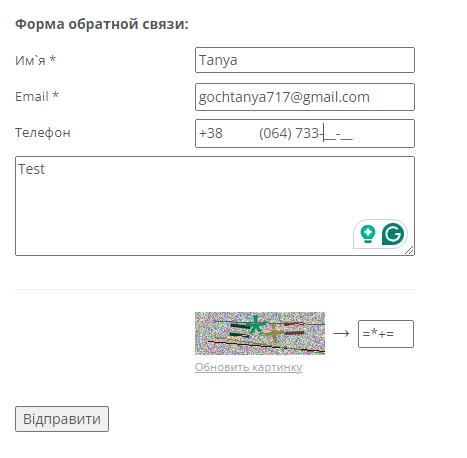 Форма обратной связи:
Им`я * Tanya
Email * gochtanya717@gmail.com
Телефон +38 (064) 733-__-__
Test
=*+= → =*+=
Обновить картинку
Відправити